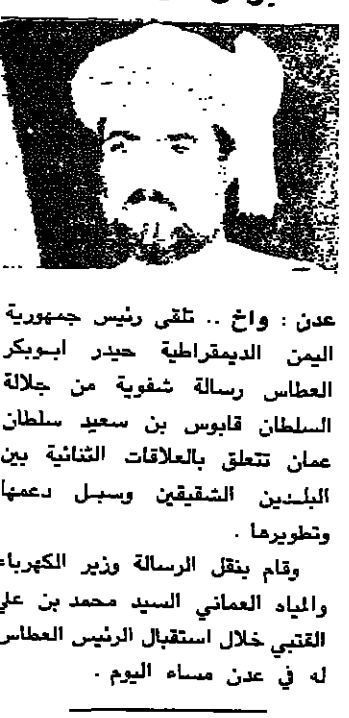 عدن : واخ .. تلقى رئيس جمهورية
اليمن الديمقراطية حيدر ابوبكر
العطاس رسالة شفوية من جلالة
السلطان قابوس بن سعيد سلطان
عمان تتعلق بالعلاقات الثنائية بين
البلدين الشقيقين وسبل دعمها
وتطويرها .
وقام بنقل الرسالة وزير الكهرباء
والمياه العماني السيد محمد بن علي
القتبي خلال استقبال الرئيس العطاس
له في عدن مساء اليوم .